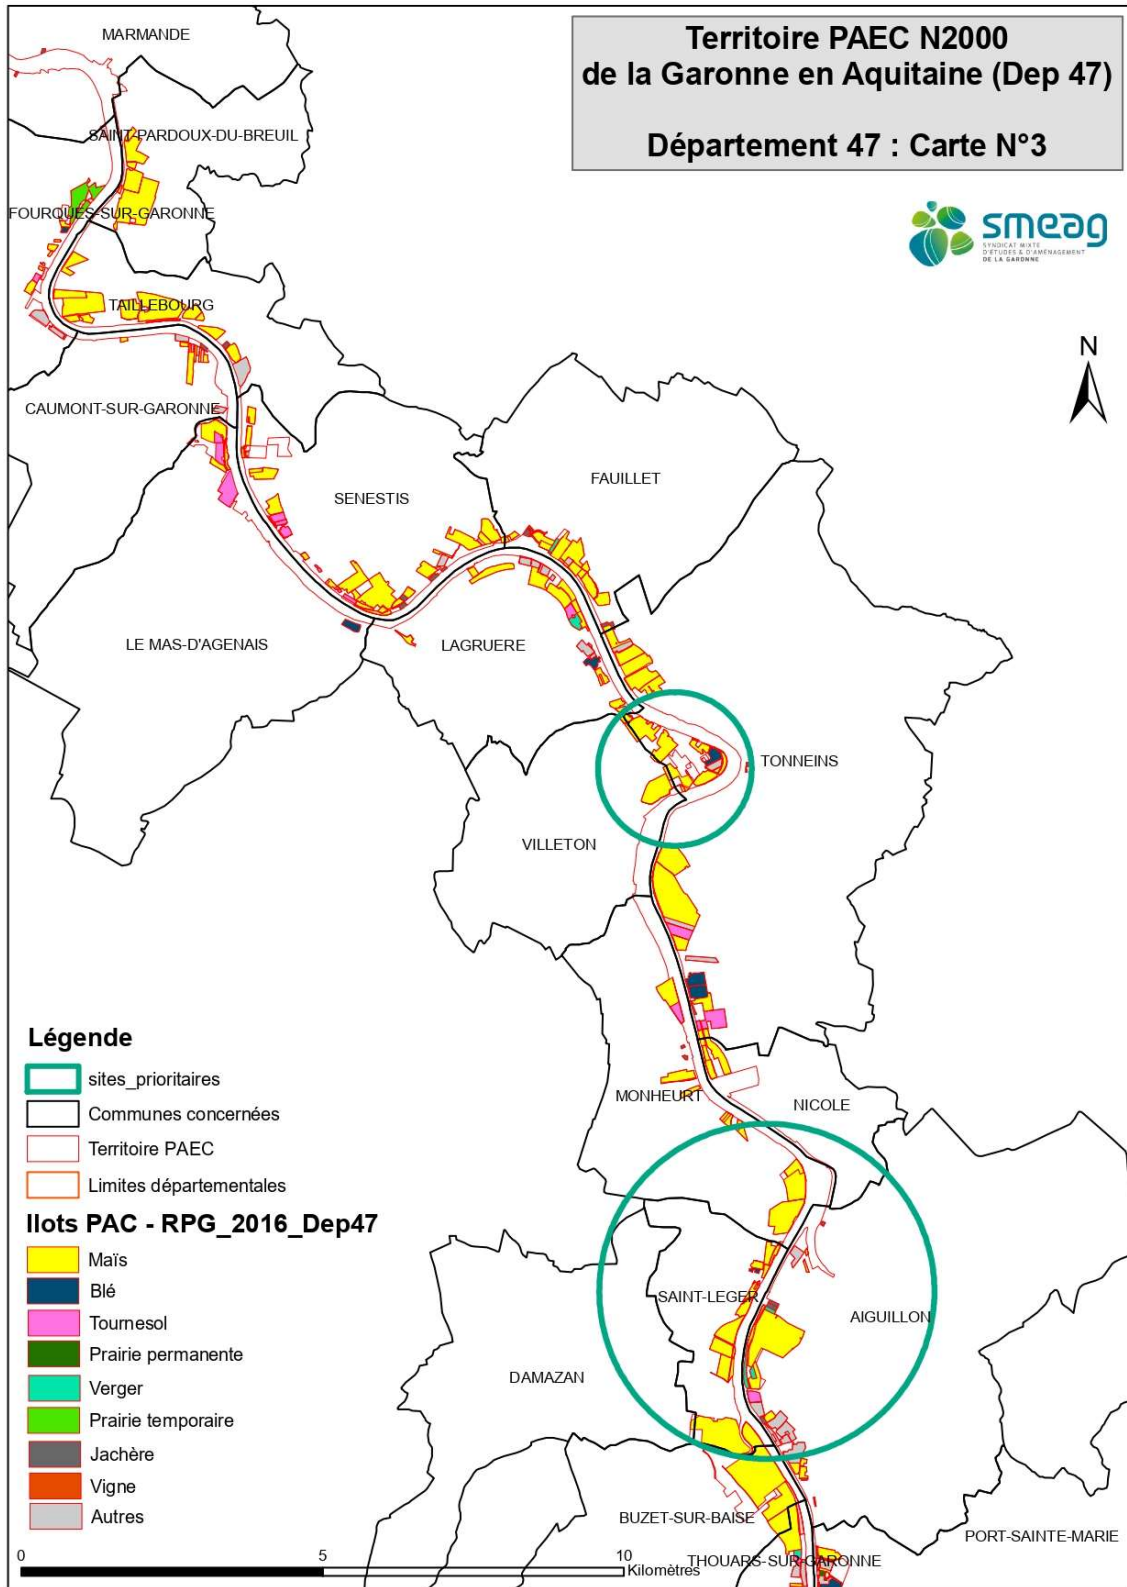 Territoire PAEC N2000
de la Garonne en Aquitaine (Dep 47)
Département 47 : Carte N°3
smeag
SYNDICAT MIXTE
D'ÉTUDES & D'AMÉNAGEMENT
DE LA GARONNE
N
MARMANDE
SAINT-PARDOUX-DU-BREUIL
FOURQUES-SUR-GARONNE
TAILLEBOURG
CAUMONT-SUR-GARONNE
FAUILLET
SENESTIS
LE MAS-D'AGENAIS
LAGRUERE
TONNEINS
VILLETON
MONHEURT
NICOLE
SAINT-LEGER
AIGUILLON
DAMAZAN
BUZET-SUR-BAISE
PORT-SAINTE-MARIE
THOUARS-SUR-GARONNE
Légende
sites_prioritaires
Communes concernées
Territoire PAEC
Limites départementales
Ilots PAC - RPG_2016_Dep47
Maïs
Blé
Tournesol
Prairie permanente
Verger
Prairie temporaire
Jachère
Vigne
Autres
0 5 10
Kilomètres